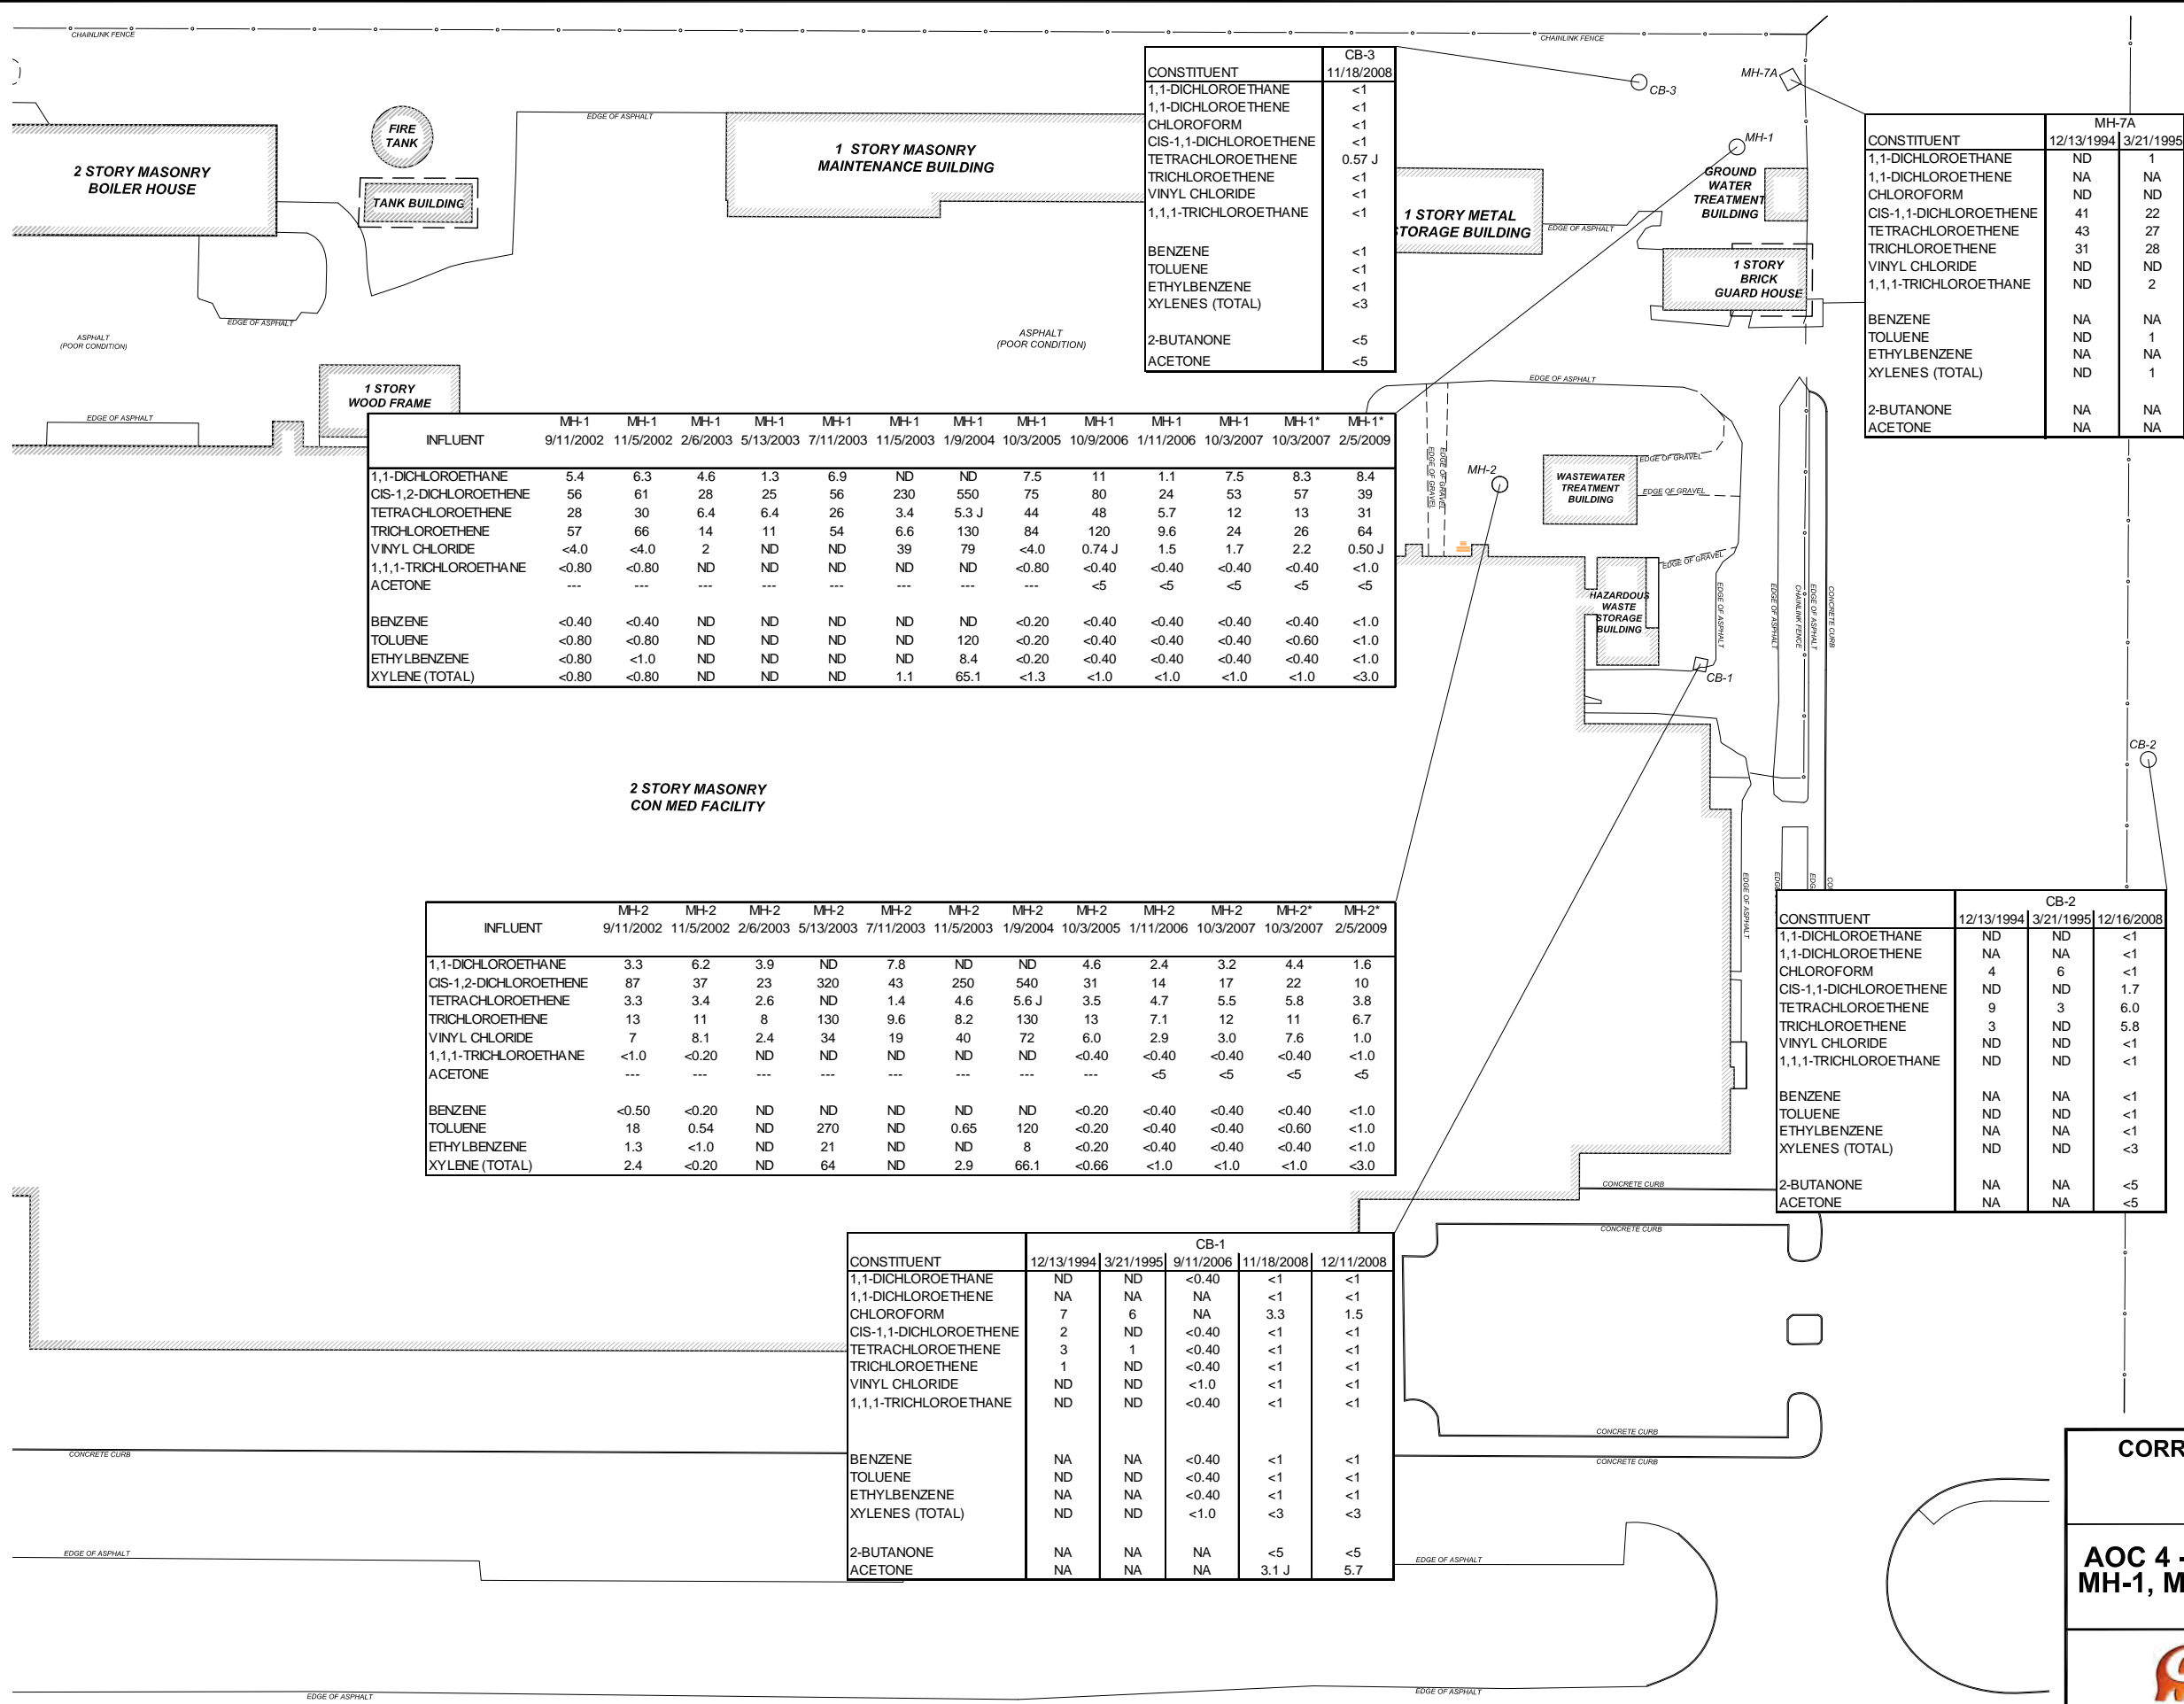 CHAINLINK FENCE
CHAINLINK FENCE
2 STORY MASONRY
BOILER HOUSE
FIRE
TANK
TANK BUILDING
EDGE OF ASPHALT
1 STORY MASONRY
MAINTENANCE BUILDING
EDGE OF ASPHALT
ASPHALT
(POOR CONDITION)
ASPHALT
(POOR CONDITION)
1 STORY
WOOD FRAME
EDGE OF ASPHALT
CB-3
CONSTITUENT 11/18/2008
1,1-DICHLOROETHANE <1
1,1-DICHLOROETHENE <1
CHLOROFORM <1
CIS-1,1-DICHLOROETHENE <1
TETRACHLOROETHENE 0.57 J
TRICHLOROETHENE <1
VINYL CHLORIDE <1
1,1,1-TRICHLOROETHANE <1
BENZENE <1
TOLUENE <1
ETHYLBENZENE <1
XYLENES (TOTAL) <3
2-BUTANONE <5
ACETONE <5
CB-3
MH-7A
MH-1
1 STORY METAL
STORAGE BUILDING
EDGE OF ASPHALT
GROUND
WATER
TREATMENT
BUILDING
1 STORY
BRICK
GUARD HOUSE
MH-7A
CONSTITUENT 12/13/1994 3/21/1995
1,1-DICHLOROETHANE ND 1
1,1-DICHLOROETHENE NA NA
CHLOROFORM ND ND
CIS-1,1-DICHLOROETHENE 41 22
TETRACHLOROETHENE 43 27
TRICHLOROETHENE 31 28
VINYL CHLORIDE ND ND
1,1,1-TRICHLOROETHANE ND 2
BENZENE NA NA
TOLUENE ND 1
ETHYLBENZENE NA NA
XYLENES (TOTAL) ND 1
2-BUTANONE NA NA
ACETONE NA NA
MH-1 MH-1 MH-1 MH-1 MH-1 MH-1 MH-1 MH-1 MH-1 MH-1 MH-1 MH-1* MH-1*
INFLUENT 9/11/2002 11/5/2002 2/6/2003 5/13/2003 7/11/2003 11/5/2003 1/9/2004 10/3/2005 10/9/2006 1/11/2006 10/3/2007 10/3/2007 2/5/2009
1,1-DICHLOROETHANE 5.4 6.3 4.6 1.3 6.9 ND ND 7.5 11 1.1 7.5 8.3 8.4
CIS-1,2-DICHLOROETHENE 56 61 28 25 56 230 550 75 80 24 53 57 39
TETRACHLOROETHENE 28 30 6.4 6.4 26 3.4 5.3 J 44 48 5.7 12 13 31
TRICHLOROETHENE 57 66 14 11 54 6.6 130 84 120 9.6 24 26 64
VINYL CHLORIDE <4.0 <4.0 2 ND ND 39 79 <4.0 0.74 J 1.5 1.7 2.2 0.50 J
1,1,1-TRICHLOROETHANE <0.80 <0.80 ND ND ND ND ND <0.80 <0.40 <0.40 <0.40 <0.40 <1.0
ACETONE --- --- --- --- --- --- --- --- <5 <5 <5 <5 <5
BENZENE <0.40 <0.40 ND ND ND ND ND <0.20 <0.40 <0.40 <0.40 <0.40 <1.0
TOLUENE <0.80 <0.80 ND ND ND ND 120 <0.20 <0.40 <0.40 <0.40 <0.60 <1.0
ETHYLBENZENE <0.80 <1.0 ND ND ND ND 8.4 <0.20 <0.40 <0.40 <0.40 <0.40 <1.0
XYLENE (TOTAL) <0.80 <0.80 ND ND ND 1.1 65.1 <1.3 <1.0 <1.0 <1.0 <1.0 <3.0
EDGE OF ASPHALT
EDGE OF GRAVEL
EDGE OF GRAVEL
MH-2
WASTEWATER
TREATMENT
BUILDING
EDGE OF GRAVEL
EDGE OF GRAVEL
EDGE OF GRAVEL
HAZARDOUS
WASTE
STORAGE
BUILDING
EDGE OF ASPHALT
EDGE OF ASPHALT
CHAINLINK FENCE
EDGE OF ASPHALT
CONCRETE CURB
CB-1
CB-2
2 STORY MASONRY
CON MED FACILITY
MH-2 MH-2 MH-2 MH-2 MH-2 MH-2 MH-2 MH-2 MH-2 MH-2 MH-2* MH-2*
INFLUENT 9/11/2002 11/5/2002 2/6/2003 5/13/2003 7/11/2003 11/5/2003 1/9/2004 10/3/2005 1/11/2006 10/3/2007 10/3/2007 2/5/2009
1,1-DICHLOROETHANE 3.3 6.2 3.9 ND 7.8 ND ND 4.6 2.4 3.2 4.4 1.6
CIS-1,2-DICHLOROETHENE 87 37 23 320 43 250 540 31 14 17 22 10
TETRACHLOROETHENE 3.3 3.4 2.6 ND 1.4 4.6 5.6 J 3.5 4.7 5.5 5.8 3.8
TRICHLOROETHENE 13 11 8 130 9.6 8.2 130 13 7.1 12 11 6.7
VINYL CHLORIDE 7 8.1 2.4 34 19 40 72 6.0 2.9 3.0 7.6 1.0
1,1,1-TRICHLOROETHANE <1.0 <0.20 ND ND ND ND ND <0.40 <0.40 <0.40 <0.40 <1.0
ACETONE --- --- --- --- --- --- --- --- <5 <5 <5 <5
BENZENE <0.50 <0.20 ND ND ND ND ND <0.20 <0.40 <0.40 <0.40 <1.0
TOLUENE 18 0.54 ND 270 ND 0.65 120 <0.20 <0.40 <0.40 <0.60 <1.0
ETHYLBENZENE 1.3 <1.0 ND 21 ND ND 8 <0.20 <0.40 <0.40 <0.40 <1.0
XYLENE (TOTAL) 2.4 <0.20 ND 64 ND 2.9 66.1 <0.66 <1.0 <1.0 <1.0 <3.0
EDGE OF ASPHALT
CB-2
CONSTITUENT 12/13/1994 3/21/1995 12/16/2008
1,1-DICHLOROETHANE ND ND <1
1,1-DICHLOROETHENE NA NA <1
CHLOROFORM 4 6 <1
CIS-1,1-DICHLOROETHENE ND ND 1.7
TETRACHLOROETHENE 9 3 6.0
TRICHLOROETHENE 3 ND 5.8
VINYL CHLORIDE ND ND <1
1,1,1-TRICHLOROETHANE ND ND <1
BENZENE NA NA <1
TOLUENE ND ND <1
ETHYLBENZENE NA NA <1
XYLENES (TOTAL) ND ND <3
2-BUTANONE NA NA <5
ACETONE NA NA <5
CONCRETE CURB
CONCRETE CURB
CB-1
CONSTITUENT 12/13/1994 3/21/1995 9/11/2006 11/18/2008 12/11/2008
1,1-DICHLOROETHANE ND ND <0.40 <1 <1
1,1-DICHLOROETHENE NA NA NA <1 <1
CHLOROFORM 7 6 NA 3.3 1.5
CIS-1,1-DICHLOROETHENE 2 ND <0.40 <1 <1
TETRACHLOROETHENE 3 1 <0.40 <1 <1
TRICHLOROETHENE 1 ND <0.40 <1 <1
VINYL CHLORIDE ND ND <1.0 <1 <1
1,1,1-TRICHLOROETHANE ND ND <0.40 <1 <1
BENZENE NA NA <0.40 <1 <1
TOLUENE ND ND <0.40 <1 <1
ETHYLBENZENE NA NA <0.40 <1 <1
XYLENES (TOTAL) ND ND <1.0 <3 <3
2-BUTANONE NA NA NA <5 <5
ACETONE NA NA NA 3.1 J 5.7
CONCRETE CURB
CONCRETE CURB
CONCRETE CURB
EDGE OF ASPHALT
EDGE OF ASPHALT
EDGE OF ASPHALT
EDGE OF ASPHALT
CORR
AOC 4 -
MH-1, M